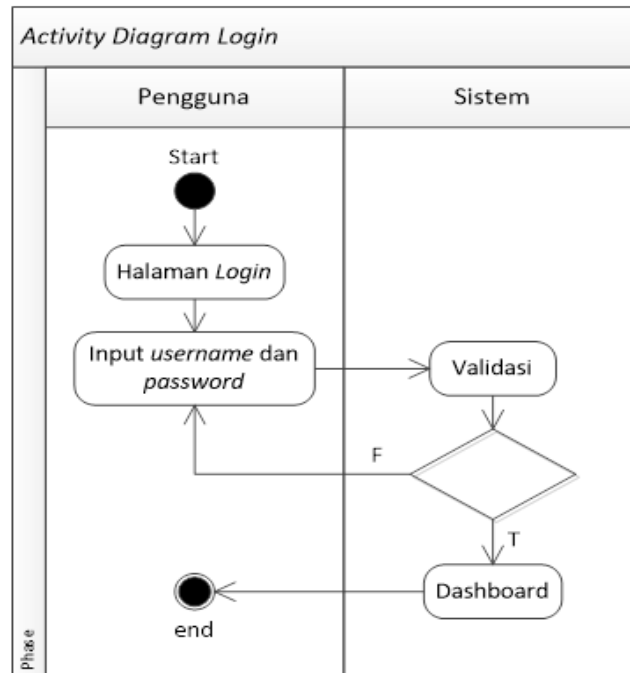 Activity Diagram Login
Pengguna
Sistem
Start
Halaman Login
Input username dan
password
Validasi
F
T
Dashboard
end
Phase